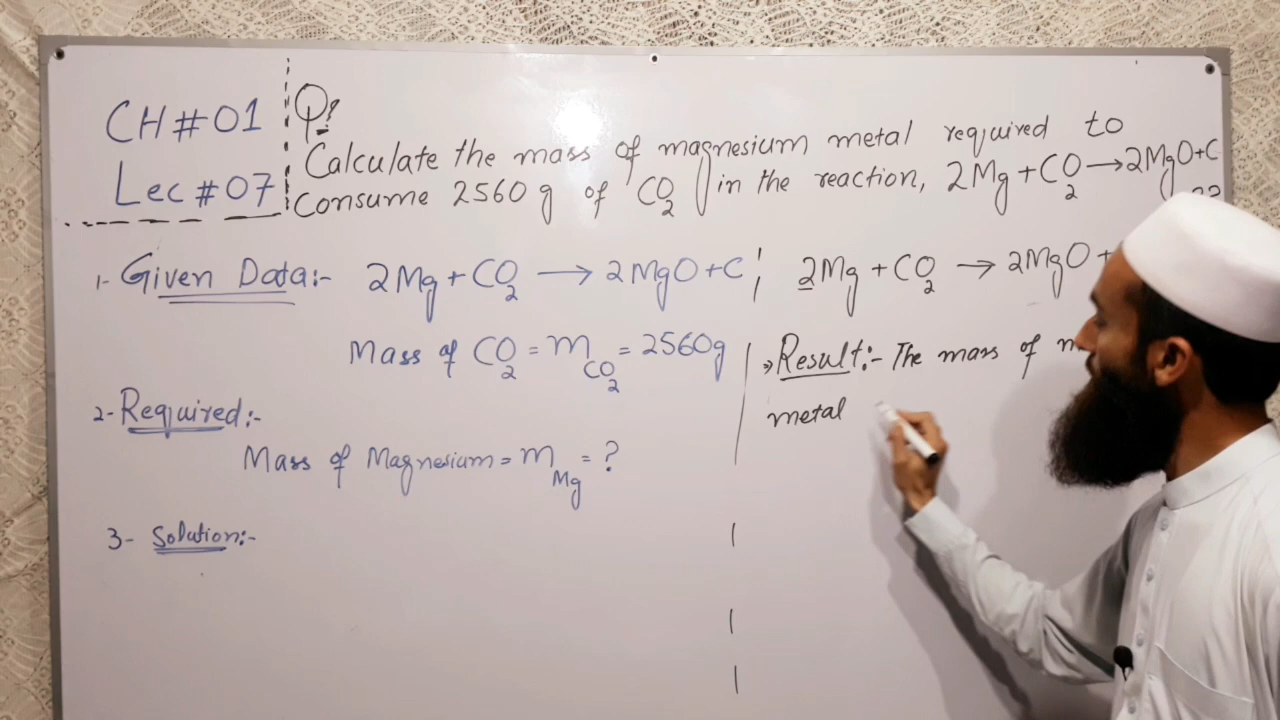 CH # 01
Lec # 07
Q?
Calculate the mass of magnesium metal required to
Consume 2560 g of CO2 in the reaction, 2Mg + CO2 → 2MgO + C
1- Given Data:- 2Mg + CO2 → 2MgO + C
Mass of CO2 = mCO2 = 2560g
2- Required:-
Mass of Magnesium = mMg = ?
3- Solution:-
2Mg + CO2 → 2MgO +
Result:- The mass of m
metal